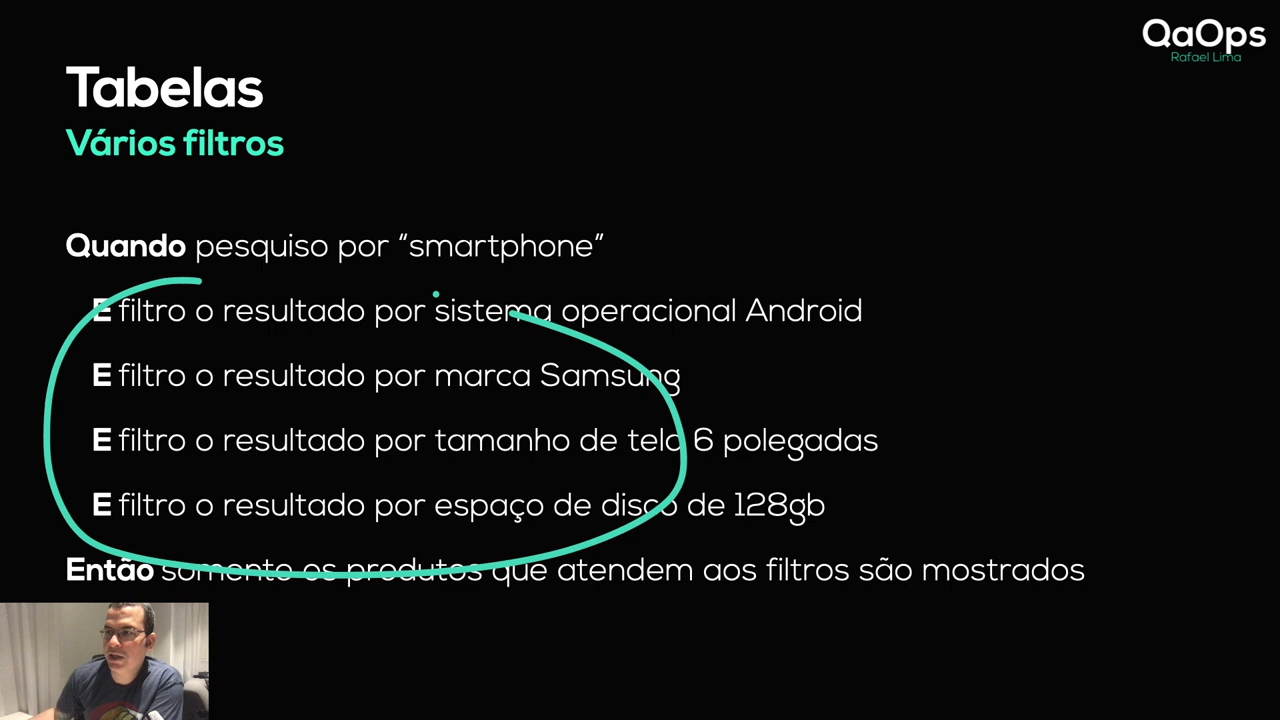 QaOps
Rafael Lima
Tabelas
Vários filtros
Quando pesquiso por “smartphone”
E filtro o resultado por sistema operacional Android
E filtro o resultado por marca Samsung
E filtro o resultado por tamanho de tela 6 polegadas
E filtro o resultado por espaço de disco de 128gb
Então somente os produtos que atendem aos filtros são mostrados